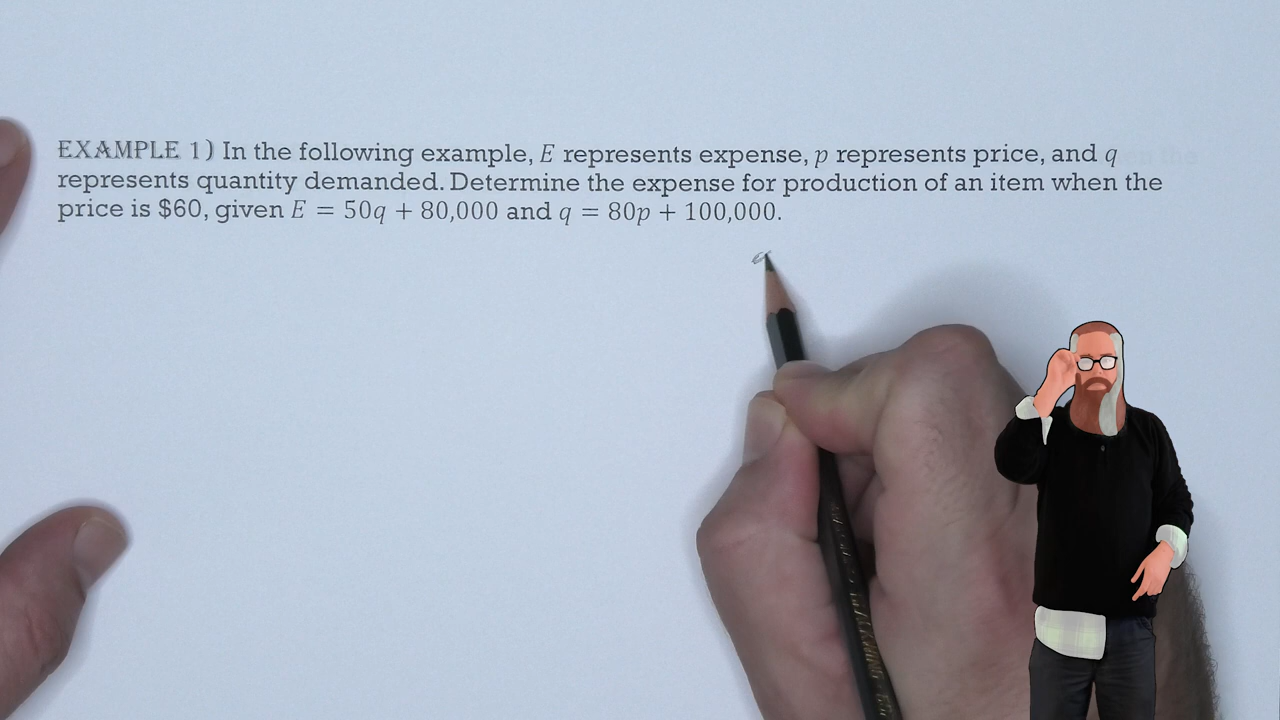 EXAMPLE 1) In the following example, E represents expense, p represents price, and q
represents quantity demanded. Determine the expense for production of an item when the
price is $60, given E = 50q + 80,000 and q = 80p + 100,000.